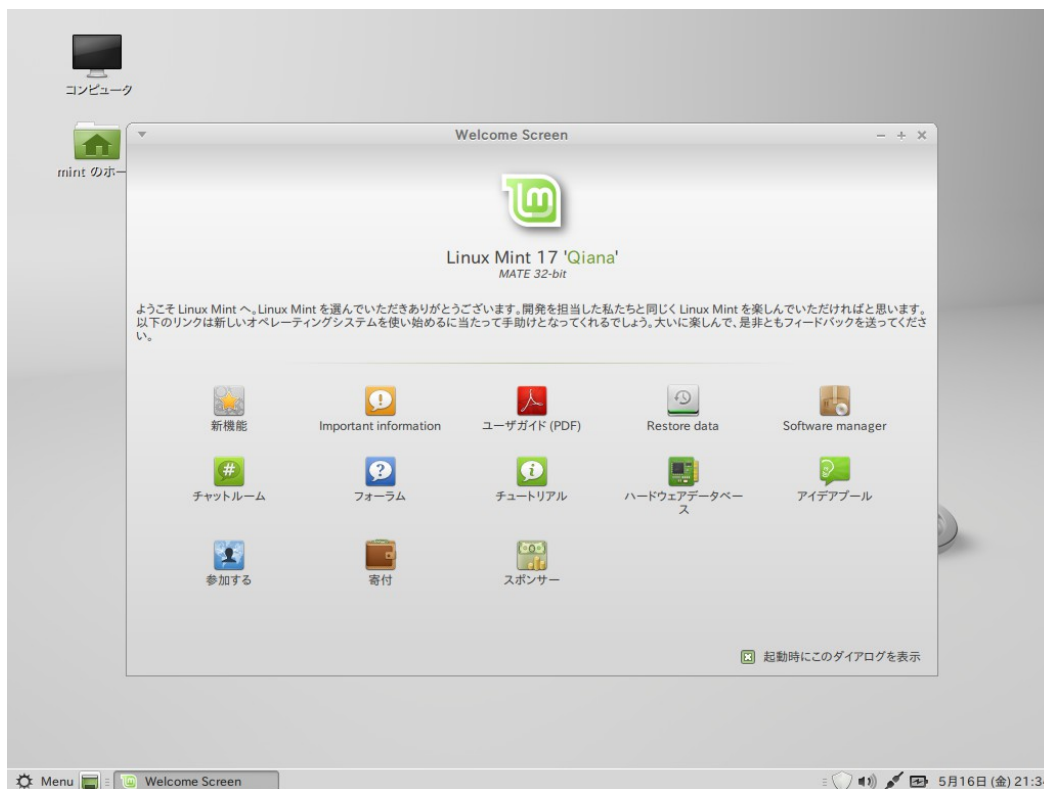 コンピュータ
mint のホー
Welcome Screen
Linux Mint 17 'Qiana'
MATE 32-bit
ようこそ Linux Mint へ。Linux Mint を選んでいただきありがとうございます。開発を担当した私たちと同じく Linux Mint を楽しんでいただければと思います。
以下のリンクは新しいオペレーティングシステムを使い始めるに当たって手助けとなってくれるでしょう。大いに楽しんで、是非ともフィードバックを送ってくださ
い。
新機能
Important information
ユーザガイド (PDF)
Restore data
Software manager
チャットルーム
フォーラム
チュートリアル
ハードウェアデータベー
ス
アイデアプール
参加する
寄付
スポンサー
起動時にこのダイアログを表示
Menu
Welcome Screen
5月16日 (金) 21:34